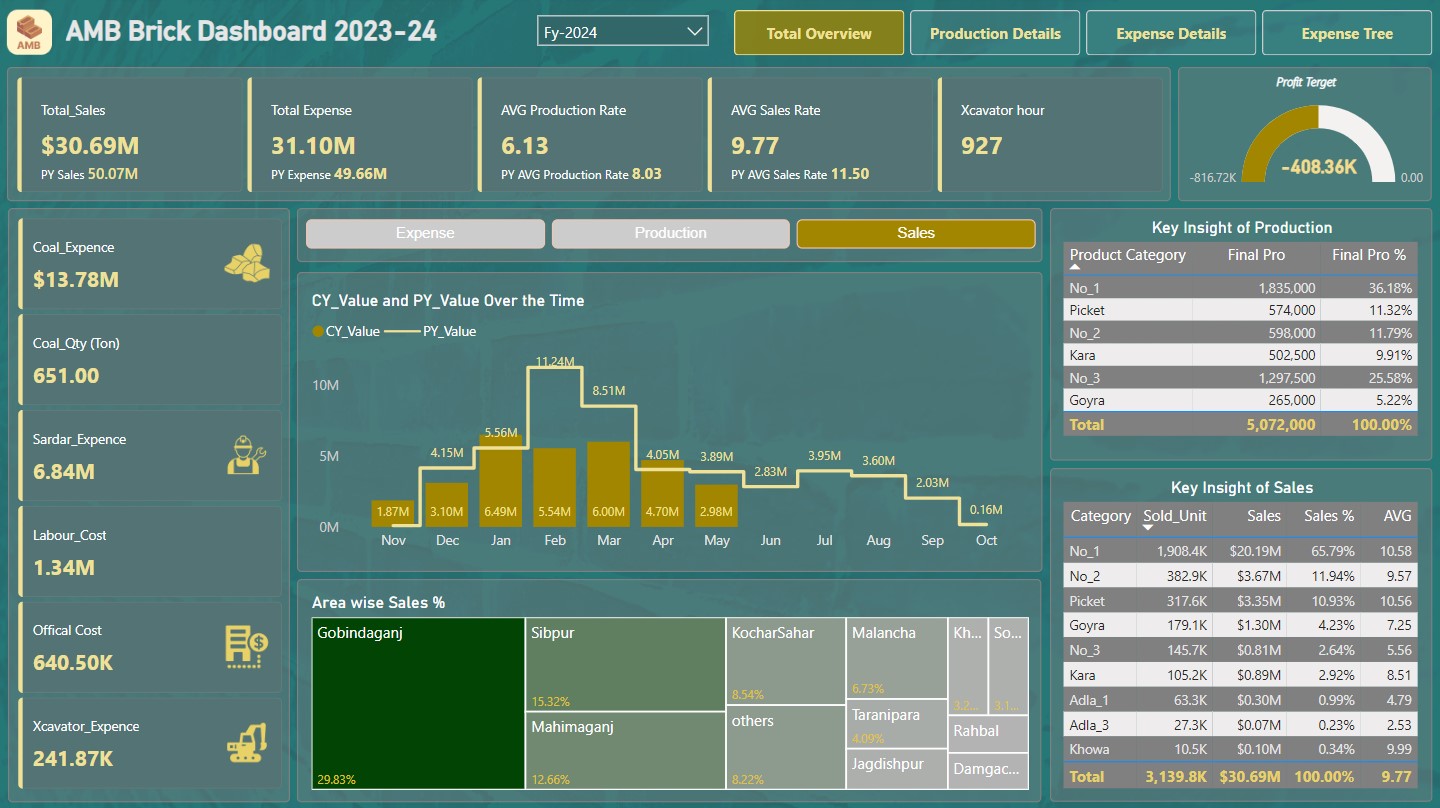 AMB
AMB Brick Dashboard 2023-24
Fy-2024
Total Overview
Production Details
Expense Details
Expense Tree
Total_Sales
$30.69M
PY Sales 50.07M
Total Expense
31.10M
PY Expense 49.66M
AVG Production Rate
6.13
PY AVG Production Rate 8.03
AVG Sales Rate
9.77
PY AVG Sales Rate 11.50
Xcavator hour
927
Profit Terget
-408.36K
-816.72K 0.00
Coal_Expence
$13.78M
Coal_Qty (Ton)
651.00
Sardar_Expence
6.84M
Labour_Cost
1.34M
Offical Cost
640.50K
Xcavator_Expence
241.87K
Expense Production Sales
CY_Value and PY_Value Over the Time
CY_Value PY_Value
10M
5M
0M
11.24M
8.51M
5.56M
4.15M
4.05M
3.89M
2.83M
3.95M
3.60M
2.03M
0.16M
1.87M 3.10M 6.49M 5.54M 6.00M 4.70M 2.98M
Nov Dec Jan Feb Mar Apr May Jun Jul Aug Sep Oct
Area wise Sales %
Gobindaganj
29.83%
Sibpur
15.32%
Mahimaganj
12.66%
KocharSahar
8.54%
others
8.22%
Malancha
6.73%
Taranipara
4.09%
Jagdishpur
Kh...
3.2...
So...
3.1...
Rahbal
Damgac...
Key Insight of Production
Product Category Final Pro Final Pro %
No_1 1,835,000 36.18%
Picket 574,000 11.32%
No_2 598,000 11.79%
Kara 502,500 9.91%
No_3 1,297,500 25.58%
Goyra 265,000 5.22%
Total 5,072,000 100.00%
Key Insight of Sales
Category Sold_Unit Sales Sales % AVG
No_1 1,908.4K $20.19M 65.79% 10.58
No_2 382.9K $3.67M 11.94% 9.57
Picket 317.6K $3.35M 10.93% 10.56
Goyra 179.1K $1.30M 4.23% 7.25
No_3 145.7K $0.81M 2.64% 5.56
Kara 105.2K $0.89M 2.92% 8.51
Adla_1 63.3K $0.30M 0.99% 4.79
Adla_3 27.3K $0.07M 0.23% 2.53
Khowa 10.5K $0.10M 0.34% 9.99
Total 3,139.8K $30.69M 100.00% 9.77